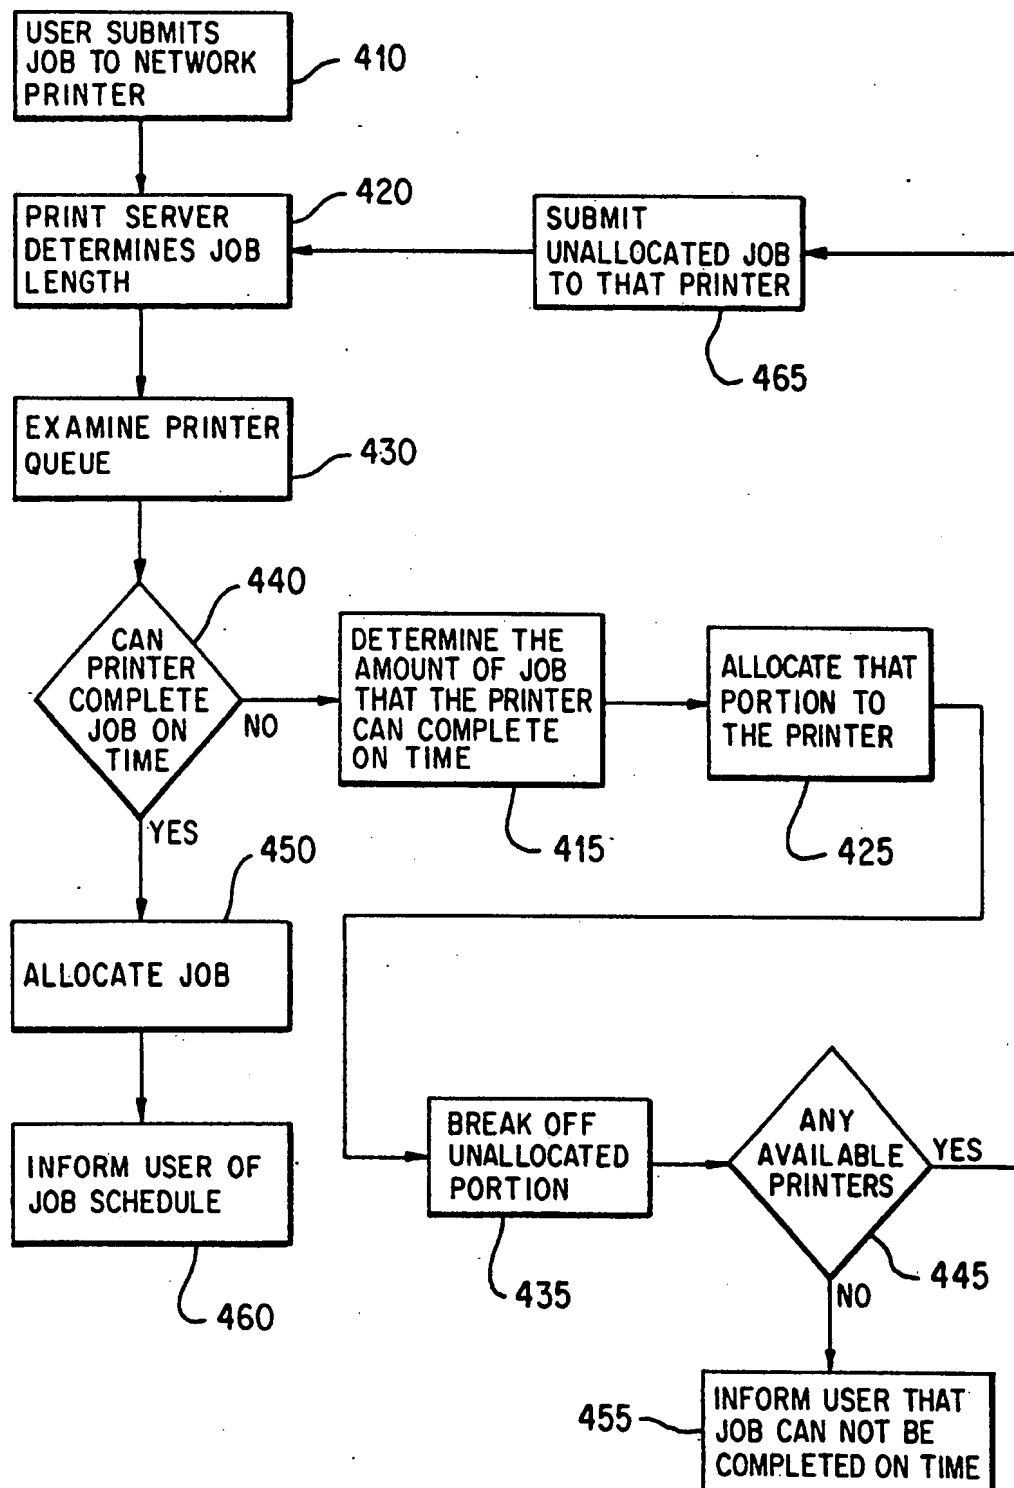 USER SUBMITS
JOB TO NETWORK
PRINTER
410
PRINT SERVER
DETERMINES JOB
LENGTH
420
SUBMIT
UNALLOCATED JOB
TO THAT PRINTER
465
EXAMINE PRINTER
QUEUE
430
CAN
PRINTER
COMPLETE
JOB ON
TIME
440
NO
YES
DETERMINE THE
AMOUNT OF JOB
THAT THE PRINTER
CAN COMPLETE
ON TIME
415
ALLOCATE THAT
PORTION TO
THE PRINTER
425
450
ALLOCATE JOB
INFORM USER OF
JOB SCHEDULE
460
BREAK OFF
UNALLOCATED
PORTION
435
ANY
AVAILABLE
PRINTERS
YES
445
NO
455
INFORM USER THAT
JOB CAN NOT BE
COMPLETED ON TIME